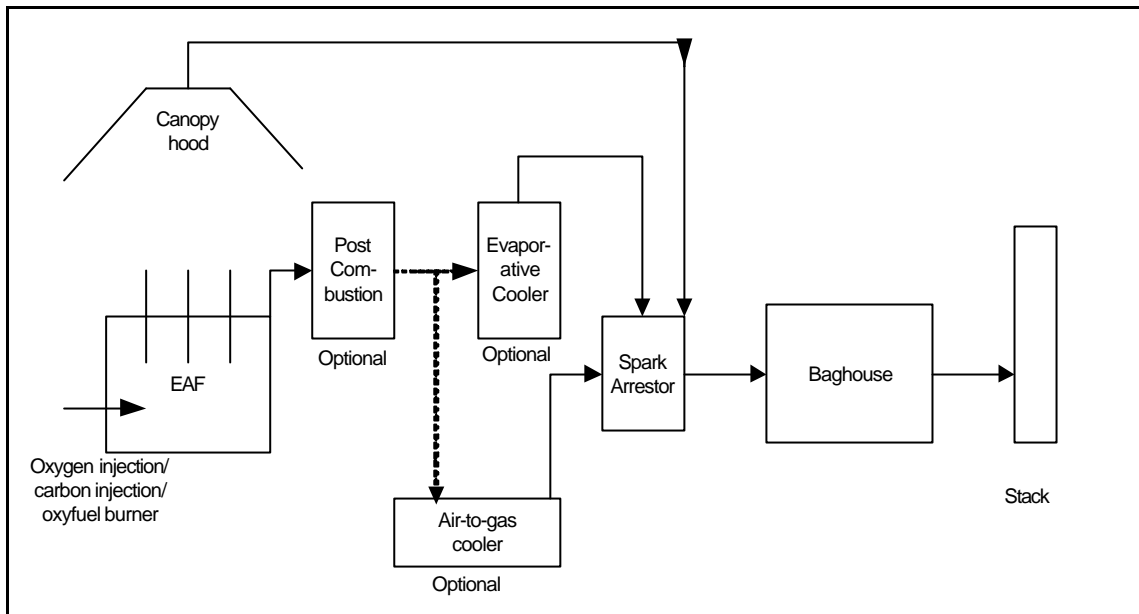 Canopy
hood
Post
Com-
bustion
Optional
Evapor-
ative
Cooler
Optional
EAF
Oxygen injection/
carbon injection/
oxyfuel burner
Air-to-gas
cooler
Optional
Spark
Arrestor
Baghouse
Stack